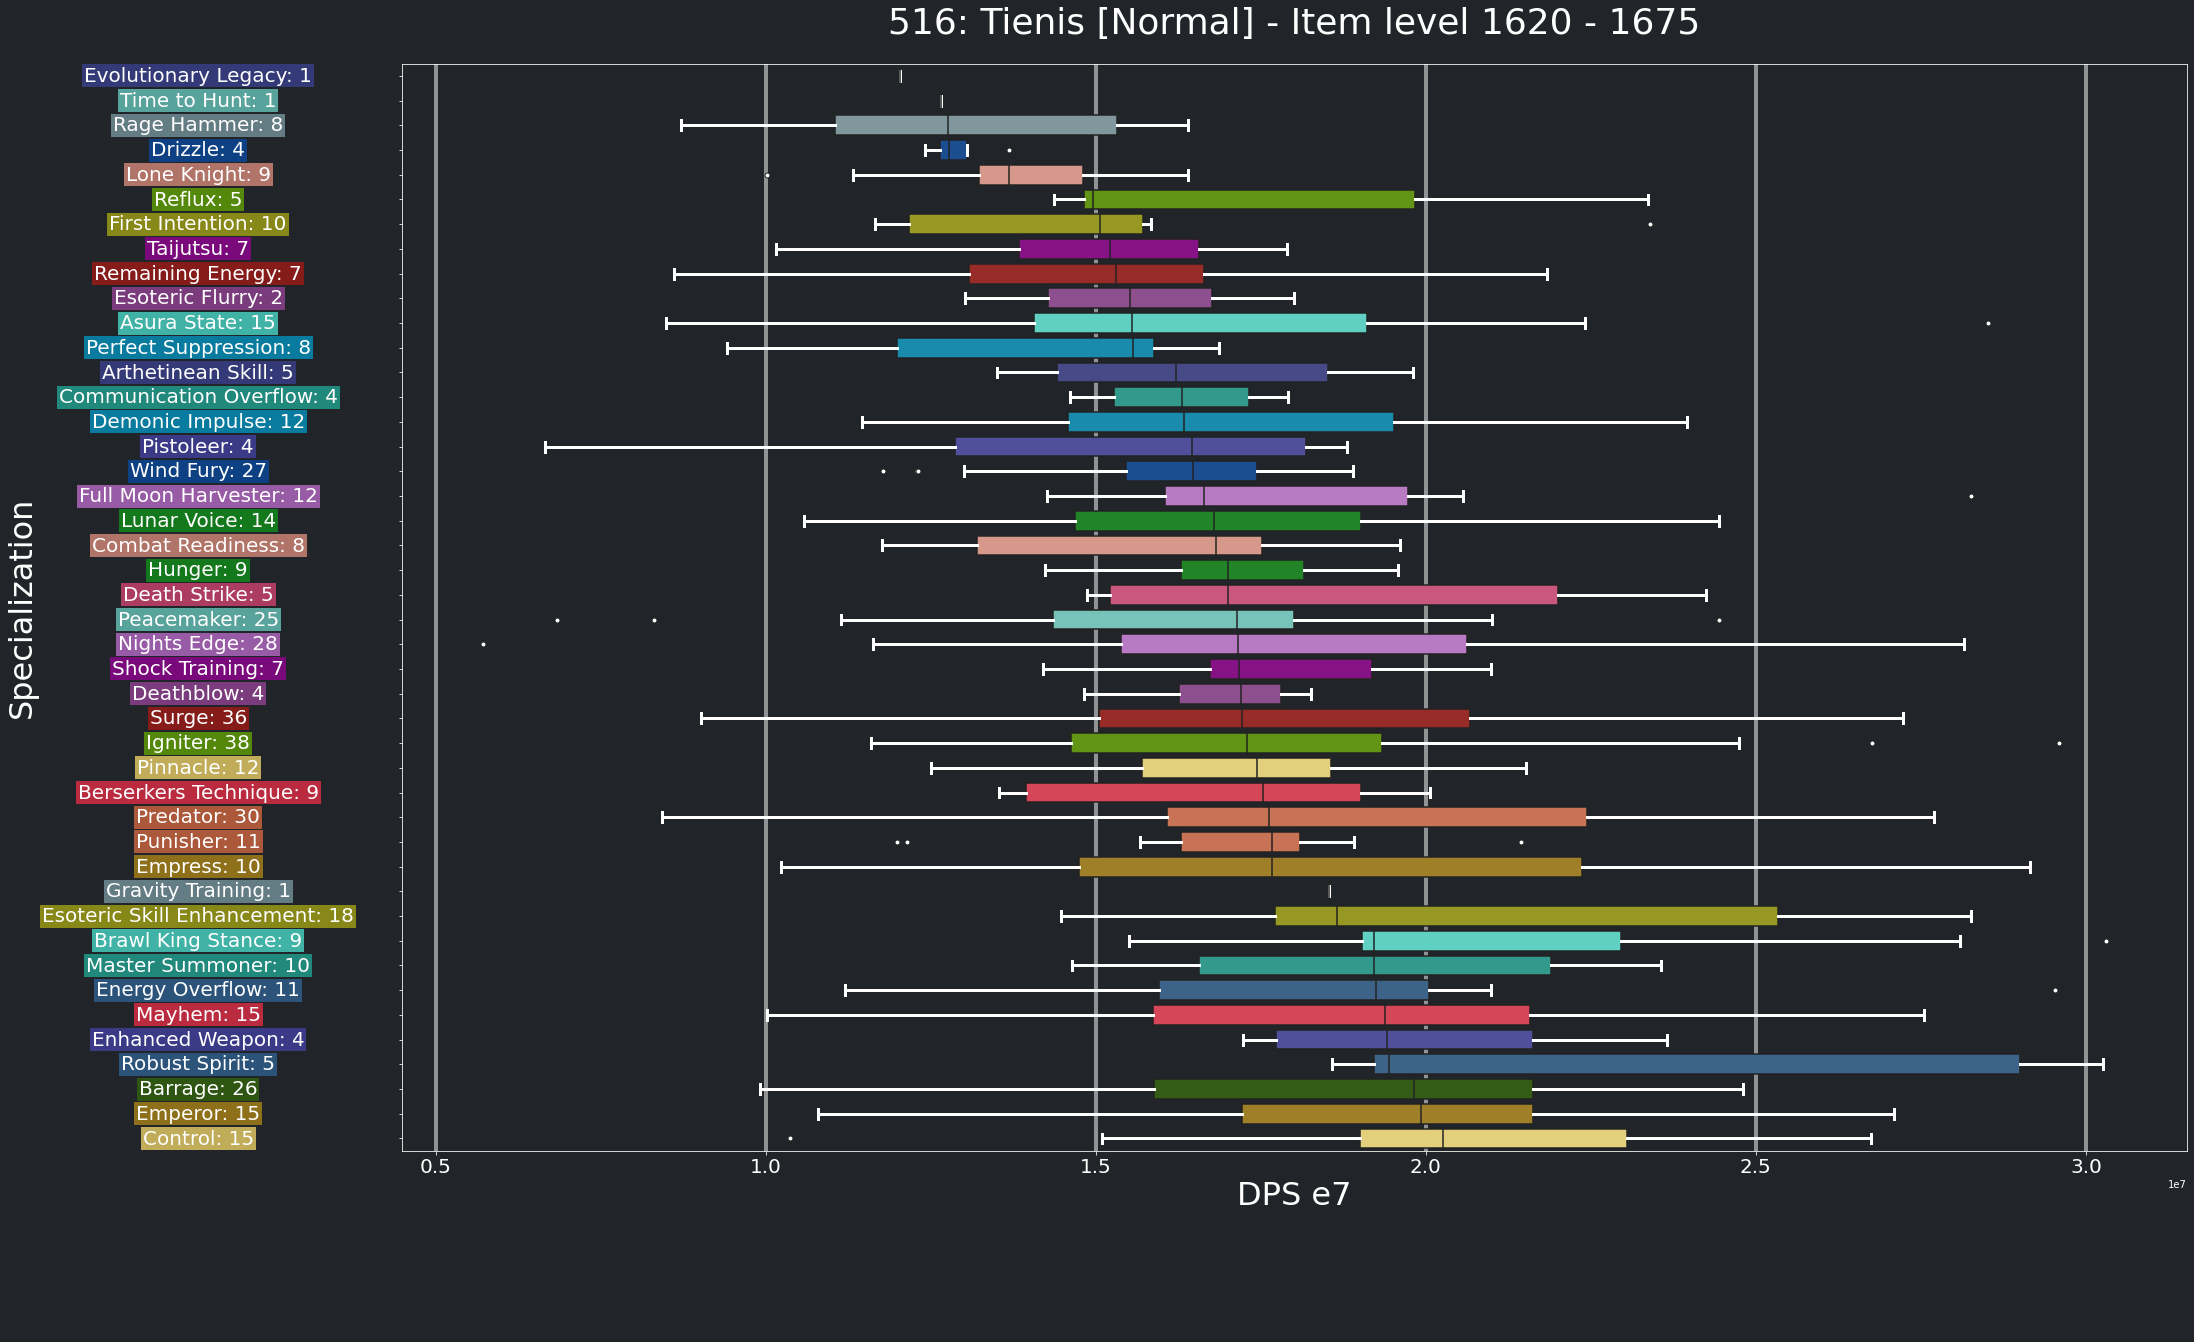 516: Tienis [Normal] - Item level 1620 - 1675
Evolutionary Legacy: 1
Time to Hunt: 1
Rage Hammer: 8
Drizzle: 4
Lone Knight: 9
Reflux: 5
First Intention: 10
Taijutsu: 7
Remaining Energy: 7
Esoteric Flurry: 2
Asura State: 15
Perfect Suppression: 8
Arthetinean Skill: 5
Communication Overflow: 4
Demonic Impulse: 12
Pistoleer: 4
Wind Fury: 27
Full Moon Harvester: 12
Lunar Voice: 14
Combat Readiness: 8
Hunger: 9
Death Strike: 5
Peacemaker: 25
Nights Edge: 28
Shock Training: 7
Deathblow: 4
Surge: 36
Igniter: 38
Pinnacle: 12
Berserkers Technique: 9
Predator: 30
Punisher: 11
Empress: 10
Gravity Training: 1
Esoteric Skill Enhancement: 18
Brawl King Stance: 9
Master Summoner: 10
Energy Overflow: 11
Mayhem: 15
Enhanced Weapon: 4
Robust Spirit: 5
Barrage: 26
Emperor: 15
Control: 15
Specialization
0.5 1.0 1.5 2.0 2.5 3.0
1e7
DPS e7